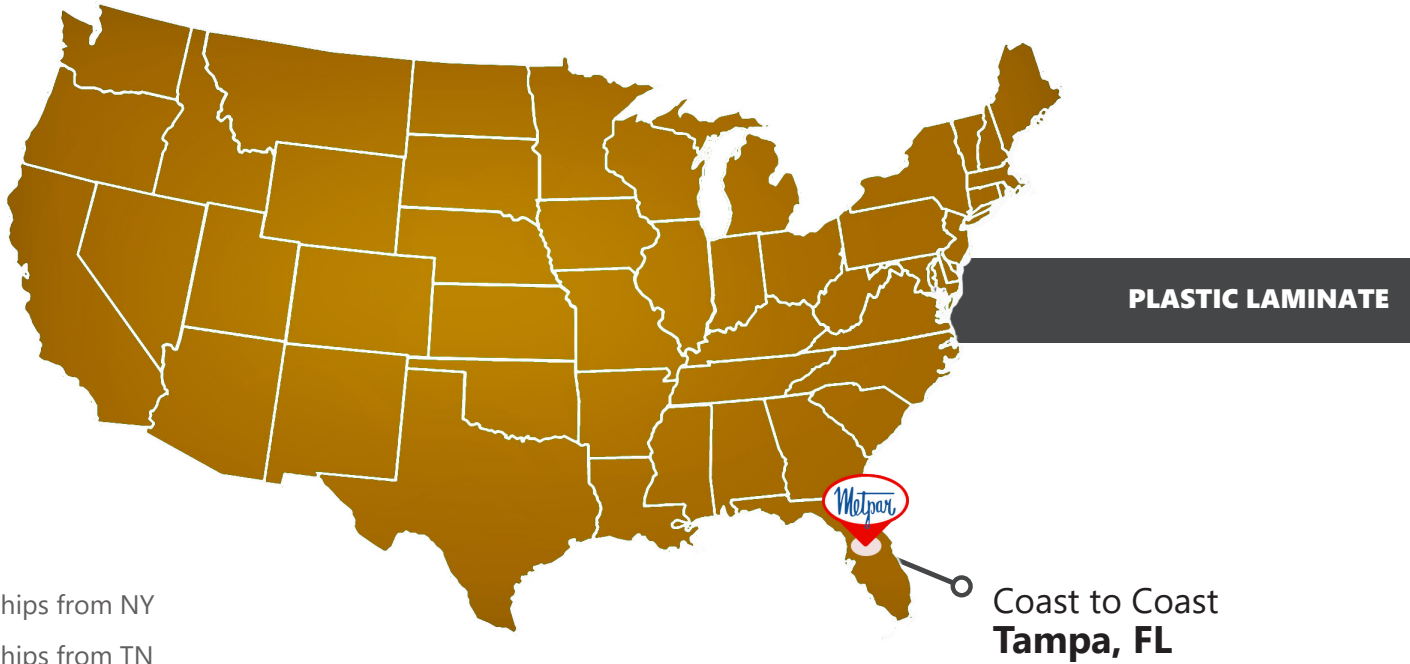 PLASTIC LAMINATE
Metpar
hips from NY
hips from TN
Coast to Coast
Tampa, FL